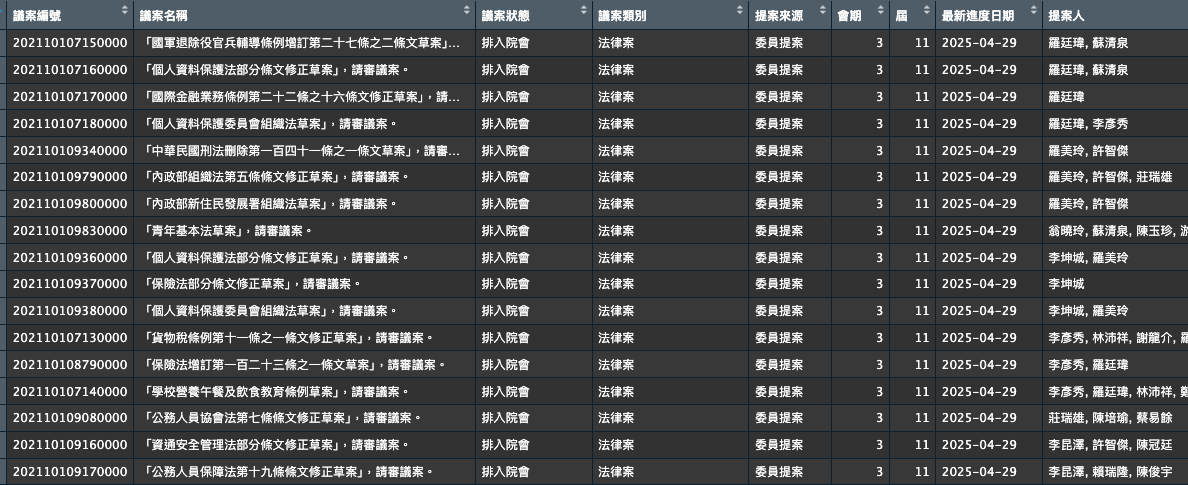 議案編號 議案名稱 議案狀態 議案類別 提案來源 會期 屆 最新進度日期 提案人
202110107150000 「國軍退除役官兵輔導條例增訂第二十七條之二條文草案」... 排入院會 法律案 委員提案 3 11 2025-04-29 羅廷瑋, 蘇清泉
202110107160000 「個人資料保護法部分條文修正草案」，請審議案。 排入院會 法律案 委員提案 3 11 2025-04-29 羅廷瑋, 蘇清泉
202110107170000 「國際金融業務條例第二十二條之十六條文修正草案」，請... 排入院會 法律案 委員提案 3 11 2025-04-29 羅廷瑋
202110107180000 「個人資料保護委員會組織法草案」，請審議案。 排入院會 法律案 委員提案 3 11 2025-04-29 羅廷瑋, 李彥秀
202110109340000 「中華民國刑法刪除第一百四十一條之一條文草案」，請審... 排入院會 法律案 委員提案 3 11 2025-04-29 羅美玲, 許智傑
202110109790000 「內政部組織法第五條條文修正草案」，請審議案。 排入院會 法律案 委員提案 3 11 2025-04-29 羅美玲, 許智傑, 莊瑞雄
202110109800000 「內政部新住民發展署組織法草案」，請審議案。 排入院會 法律案 委員提案 3 11 2025-04-29 羅美玲, 許智傑
202110109830000 「青年基本法草案」，請審議案。 排入院會 法律案 委員提案 3 11 2025-04-29 翁曉玲, 蘇清泉, 陳玉珍,
202110109360000 「個人資料保護法部分條文修正草案」，請審議案。 排入院會 法律案 委員提案 3 11 2025-04-29 李坤城, 羅美玲
202110109370000 「保險法部分條文修正草案」，請審議案。 排入院會 法律案 委員提案 3 11 2025-04-29 李坤城
202110109380000 「個人資料保護委員會組織法草案」，請審議案。 排入院會 法律案 委員提案 3 11 2025-04-29 李坤城, 羅美玲
202110107130000 「貨物稅條例第十一條之一條文修正草案」，請審議案。 排入院會 法律案 委員提案 3 11 2025-04-29 李彥秀, 林沛祥, 謝龍介, 羅
202110108790000 「保險法增訂第一百二十三條之一條文草案」，請審議案。 排入院會 法律案 委員提案 3 11 2025-04-29 李彥秀, 羅廷瑋
202110107140000 「學校營養午餐及飲食教育條例草案」，請審議案。 排入院會 法律案 委員提案 3 11 2025-04-29 李彥秀, 羅廷瑋, 林沛祥,
202110109080000 「公務人員協會法第七條條文修正草案」，請審議案。 排入院會 法律案 委員提案 3 11 2025-04-29 莊瑞雄, 陳培瑜, 蔡易餘
202110109160000 「資通安全管理法部分條文修正草案」，請審議案。 排入院會 法律案 委員提案 3 11 2025-04-29 李昆澤, 許智傑, 陳冠廷
202110109170000 「公務人員保障法第十九條條文修正草案」，請審議案。 排入院會 法律案 委員提案 3 11 2025-04-29 李昆澤, 賴瑞隆, 陳俊宇